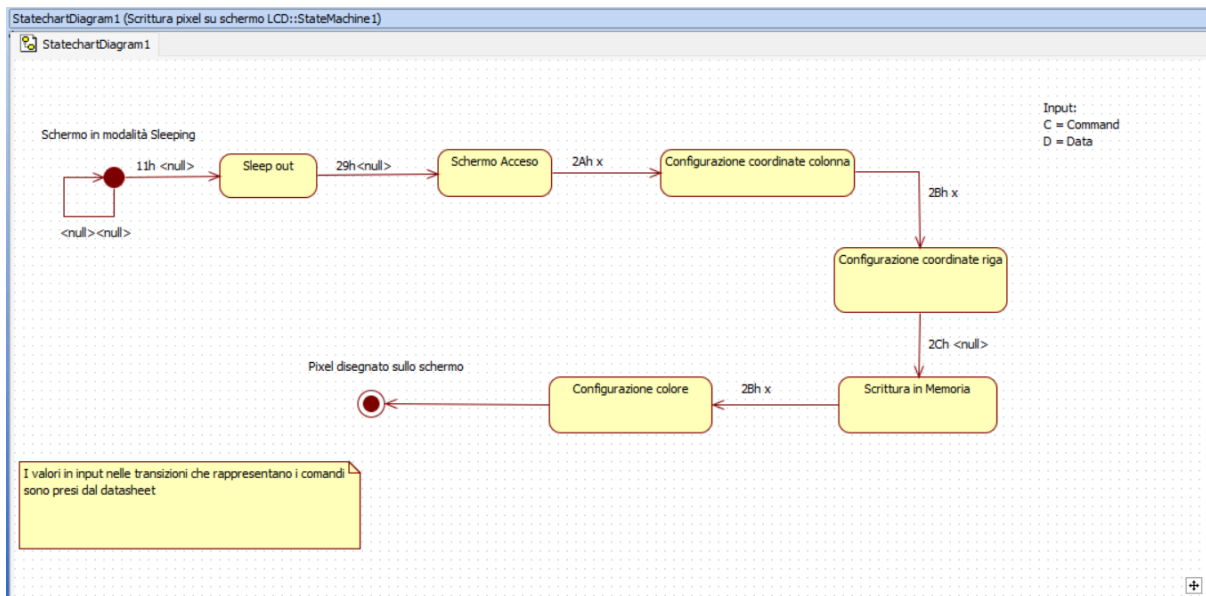 StatechartDiagram1 (Scrittura pixel su schermo LCD::StateMachine1)
StatechartDiagram1
Input:
C = Command
D = Data
Schermo in modalità Sleeping
11h <null>
Sleep out
29h<null>
Schermo Acceso
2Ah x
Configurazione coordinate colonna
2Bh x
<null><null>
Configurazione coordinate riga
2Ch <null>
Pixel disegnato sullo schermo
Configurazione colore
2Bh x
Scrittura in Memoria
I valori in input nelle transizioni che rappresentano i comandi
sono presi dal datasheet